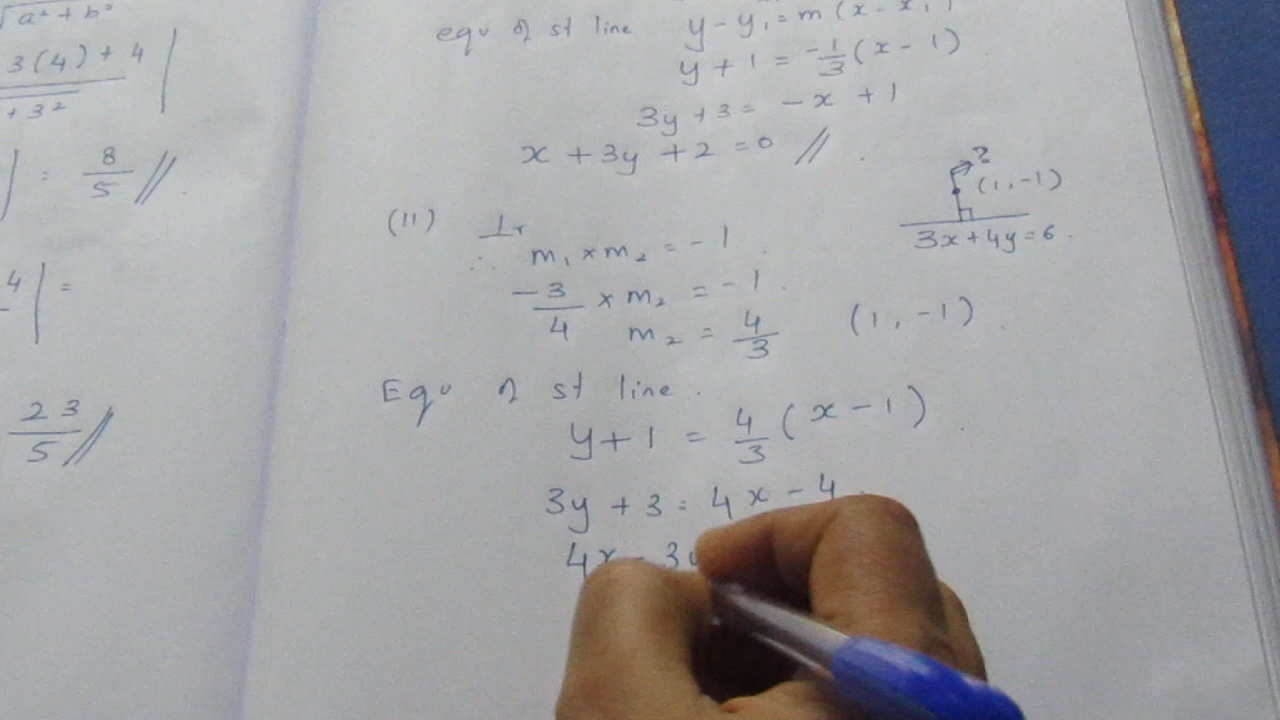 √a² + b²
3(4) + 4 |
+ 3²
| = 8/5 //
4 | =
23/5 //
equ of st line y - y₁ = m(x - x₁)
y + 1 = -1/3 (x - 1)
3y + 3 = -x + 1
x + 3y + 2 = 0 //
(11) ⊥r
∴ m₁ × m₂ = -1
-3/4 × m₂ = -1
m₂ = 4/3 (1, -1)
?
(1, -1)
3x + 4y = 6
Equ of st line
y + 1 = 4/3 (x - 1)
3y + 3 = 4x - 4
4x - 3y